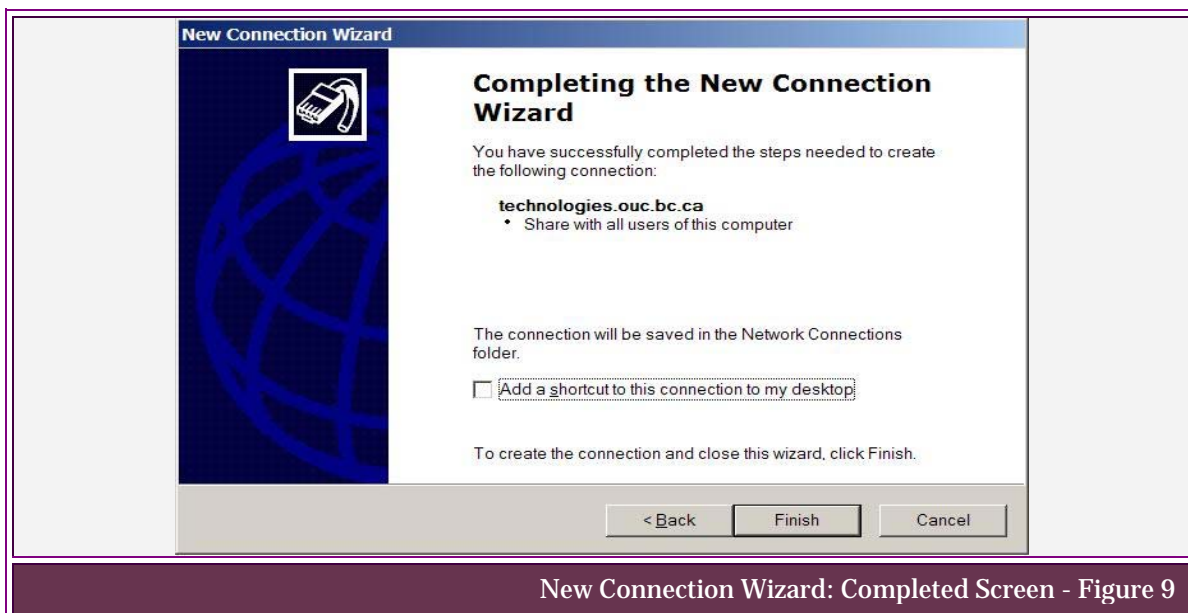 New Connection Wizard
Completing the New Connection
Wizard
You have successfully completed the steps needed to create
the following connection:
technologies.ouc.bc.ca
• Share with all users of this computer
The connection will be saved in the Network Connections
folder.
Add a shortcut to this connection to my desktop
To create the connection and close this wizard, click Finish.
< Back Finish Cancel
New Connection Wizard: Completed Screen - Figure 9